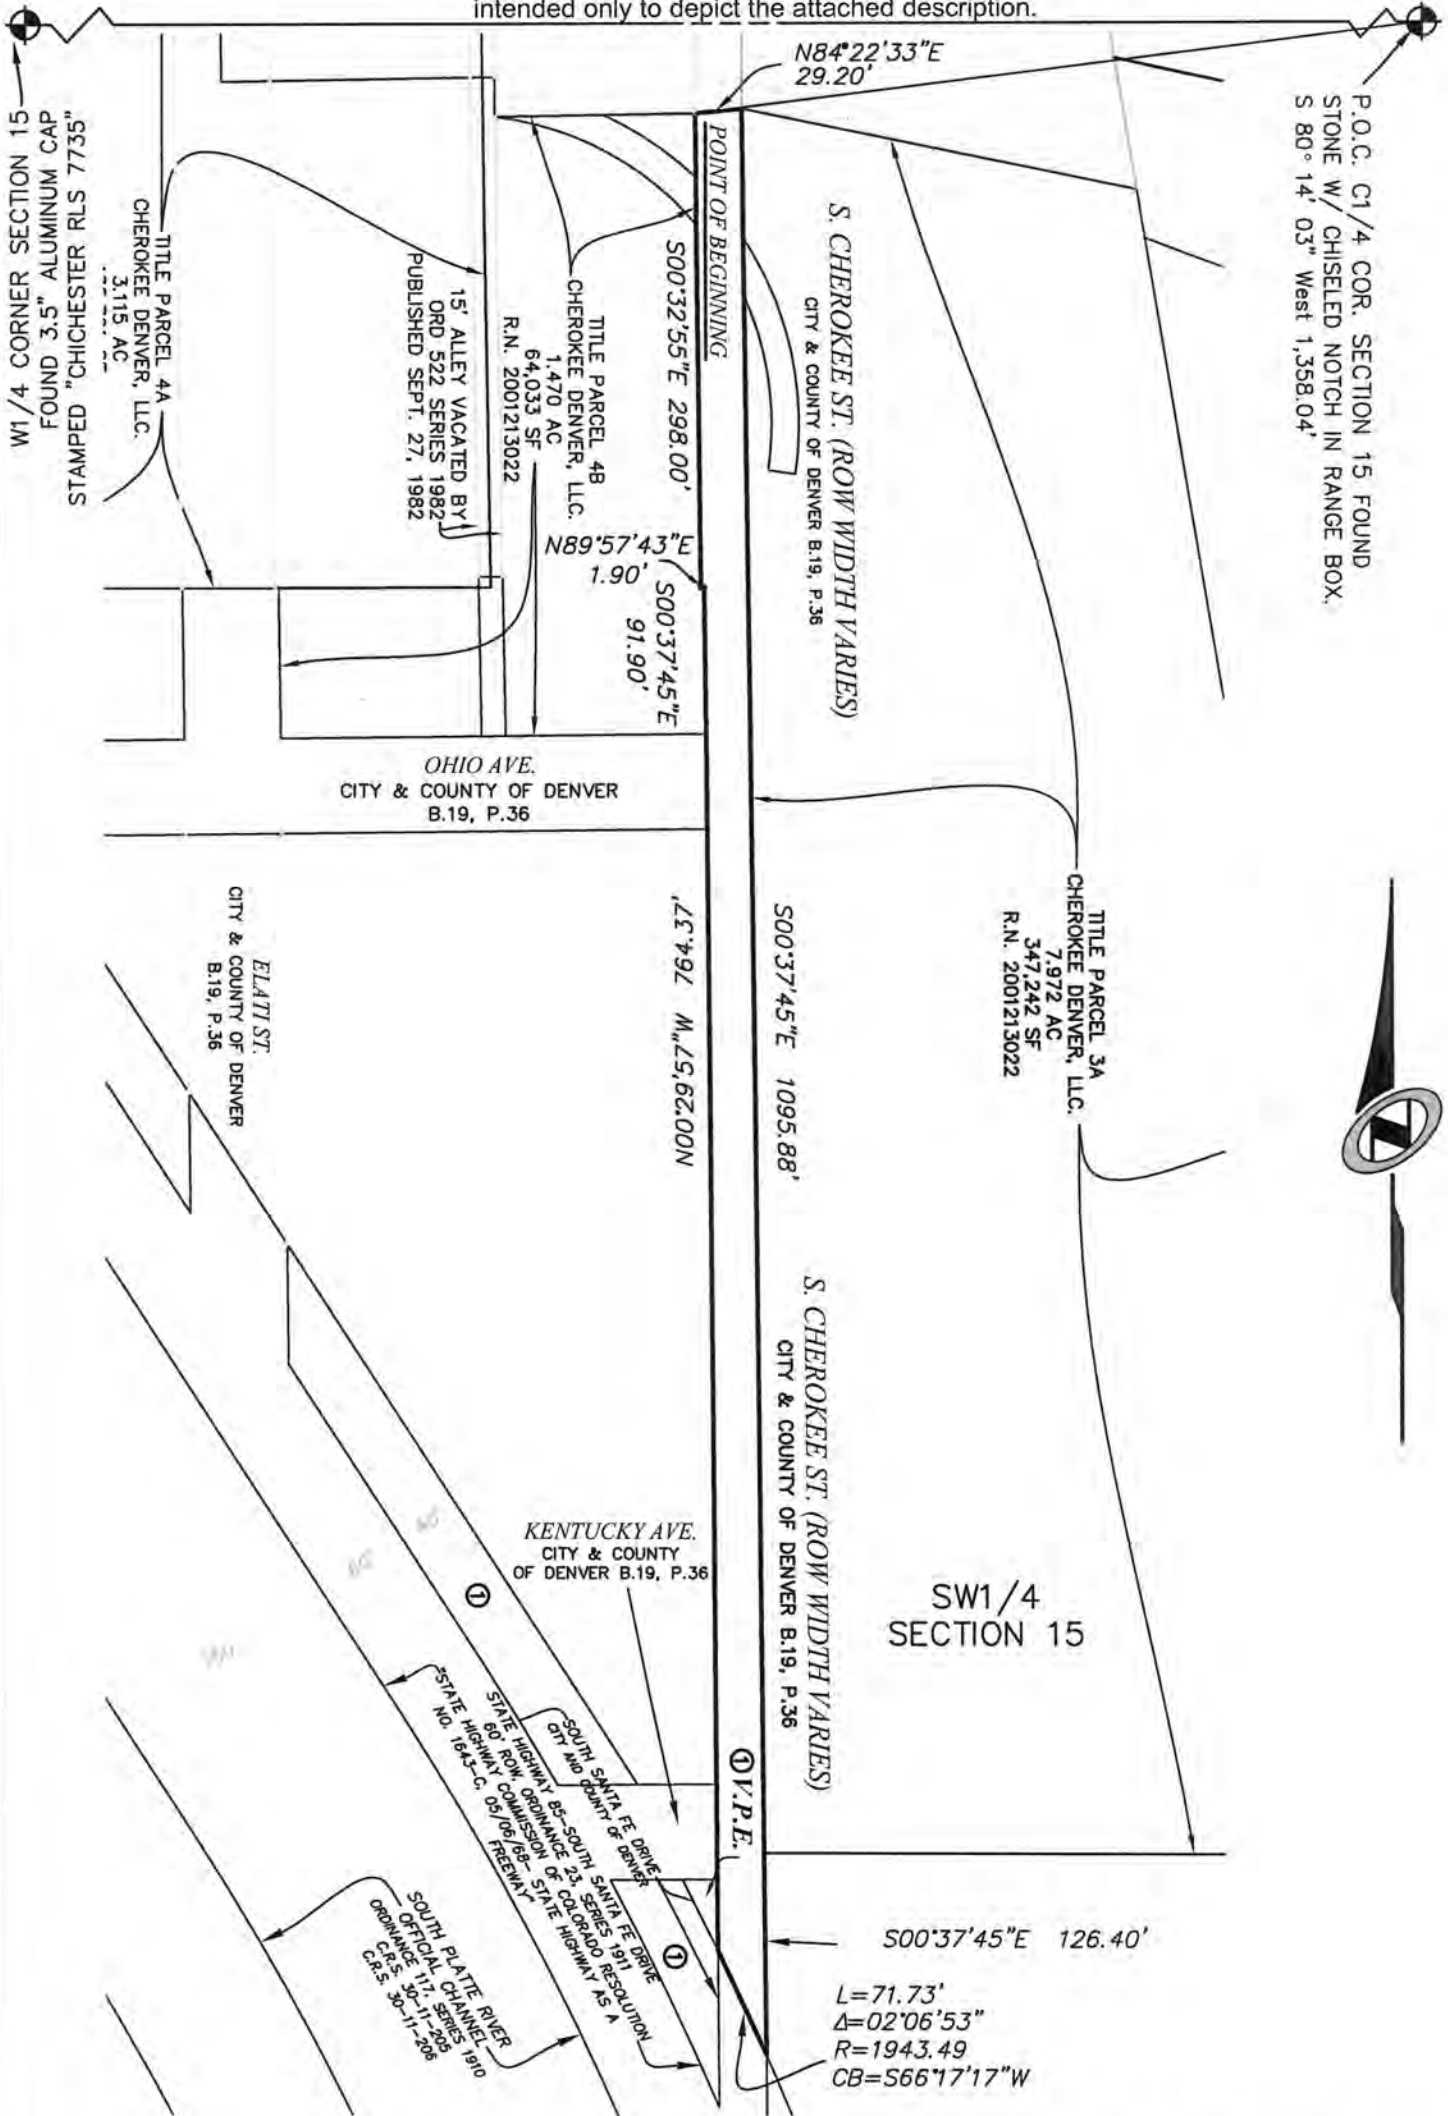 intended only to depict the attached description.
P.O.C. C1/4 COR. SECTION 15 FOUND
STONE W/ CHISELED NOTCH IN RANGE BOX.
S 80° 14' 03" West 1,358.04'
N84°22'33"E
29.20'
POINT OF BEGINNING
S00°32'55"E 298.00'
S. CHEROKEE ST. (ROW WIDTH VARIES)
CITY & COUNTY OF DENVER B.19, P.36
W1/4 CORNER SECTION 15
FOUND 3.5" ALUMINUM CAP
STAMPED "CHICHESTER RLS 7735"
TITLE PARCEL 4A
CHEROKEE DENVER, LLC.
3.115 AC
15' ALLEY VACATED BY
ORD 522 SERIES 1982
PUBLISHED SEPT. 27, 1982
TITLE PARCEL 4B
CHEROKEE DENVER, LLC.
1.470 AC
64,033 SF
R.N. 2001213022
N89°57'43"E
1.90'
S00°37'45"E
91.90'
OHIO AVE.
CITY & COUNTY OF DENVER
B.19, P.36
TITLE PARCEL 3A
CHEROKEE DENVER, LLC.
7.972 AC
347,242 SF
R.N. 2001213022
ELATI ST.
CITY & COUNTY OF DENVER
B.19, P.36
N00°29'57"W 764.37'
S00°37'45"E 1095.88'
S. CHEROKEE ST. (ROW WIDTH VARIES)
CITY & COUNTY OF DENVER B.19, P.36
KENTUCKY AVE.
CITY & COUNTY
OF DENVER B.19, P.36
SW1/4
SECTION 15
①
① V.P.E.
①
SOUTH SANTA FE DRIVE
CITY AND COUNTY OF DENVER
STATE HIGHWAY 85-SOUTH SANTA FE DRIVE
60' ROW, ORDINANCE 23, SERIES 1911
"STATE HIGHWAY COMMISSION OF COLORADO RESOLUTION
NO. 1643-C, 05/06/68- STATE HIGHWAY AS A
FREEWAY"
SOUTH PLATTE RIVER
OFFICIAL CHANNEL
ORDINANCE 117, SERIES 1910
C.R.S. 30-11-205
C.R.S. 30-11-206
S00°37'45"E 126.40'
L=71.73'
Δ=02°06'53"
R=1943.49
CB=S66°17'17"W